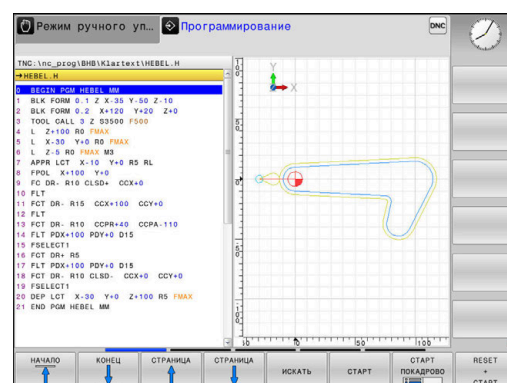 Режим ручного уп…
Программирование
DNC
TNC:\nc_prog\BHB\Klartext\HEBEL.H
→HEBEL.H
0 BEGIN PGM HEBEL MM
1 BLK FORM 0.1 Z X-35 Y-50 Z-10
2 BLK FORM 0.2 X+120 Y+20 Z+0
3 TOOL CALL 3 Z S3500 F500
4 L Z+100 R0 FMAX
5 L X-30 Y+0 R0 FMAX
6 L Z-5 R0 FMAX M3
7 APPR LCT X-10 Y+0 R5 RL
8 FPOL X+100 Y+0
9 FC DR- R10 CLSD+ CCX+0
10 FLT
11 FCT DR- R15 CCX+100 CCY+0
12 FLT
13 FCT DR- R10 CCPR+40 CCPA-110
14 FLT PDX+100 PDY+0 D15
15 FSELECT1
16 FCT DR+ R5
17 FLT PDX+100 PDY+0 D15
18 FCT DR- R10 CLSD- CCX+0 CCY+0
19 FSELECT1
20 DEP LCT X-30 Y+0 Z+100 R5 FMAX
21 END PGM HEBEL MM
Y
X
0
50
100
НАЧАЛО
КОНЕЦ
СТРАНИЦА
СТРАНИЦА
ИСКАТЬ
СТАРТ
СТАРТ
ПОКАДРОВО
RESET
+
СТАРТ